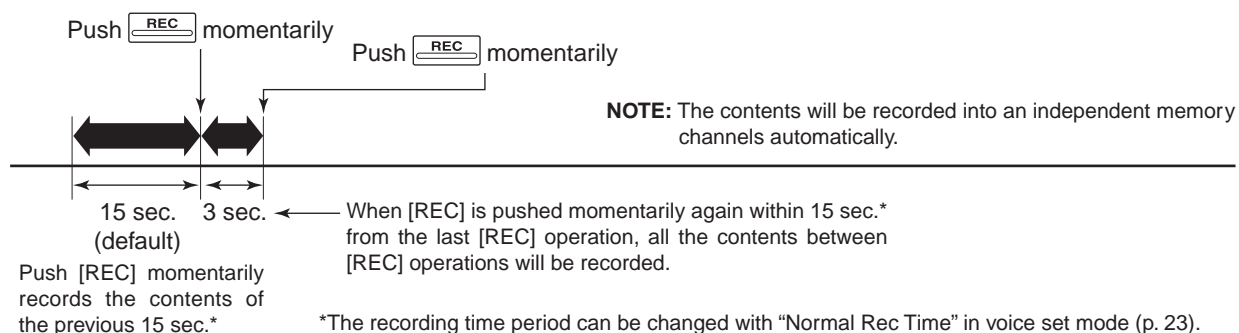 Push REC momentarily
Push REC momentarily
NOTE: The contents will be recorded into an independent memory
channels automatically.
15 sec.
(default)
3 sec.
When [REC] is pushed momentarily again within 15 sec.*
from the last [REC] operation, all the contents between
[REC] operations will be recorded.
Push [REC] momentarily
records the contents of
the previous 15 sec.*
*The recording time period can be changed with “Normal Rec Time” in voice set mode (p. 23).